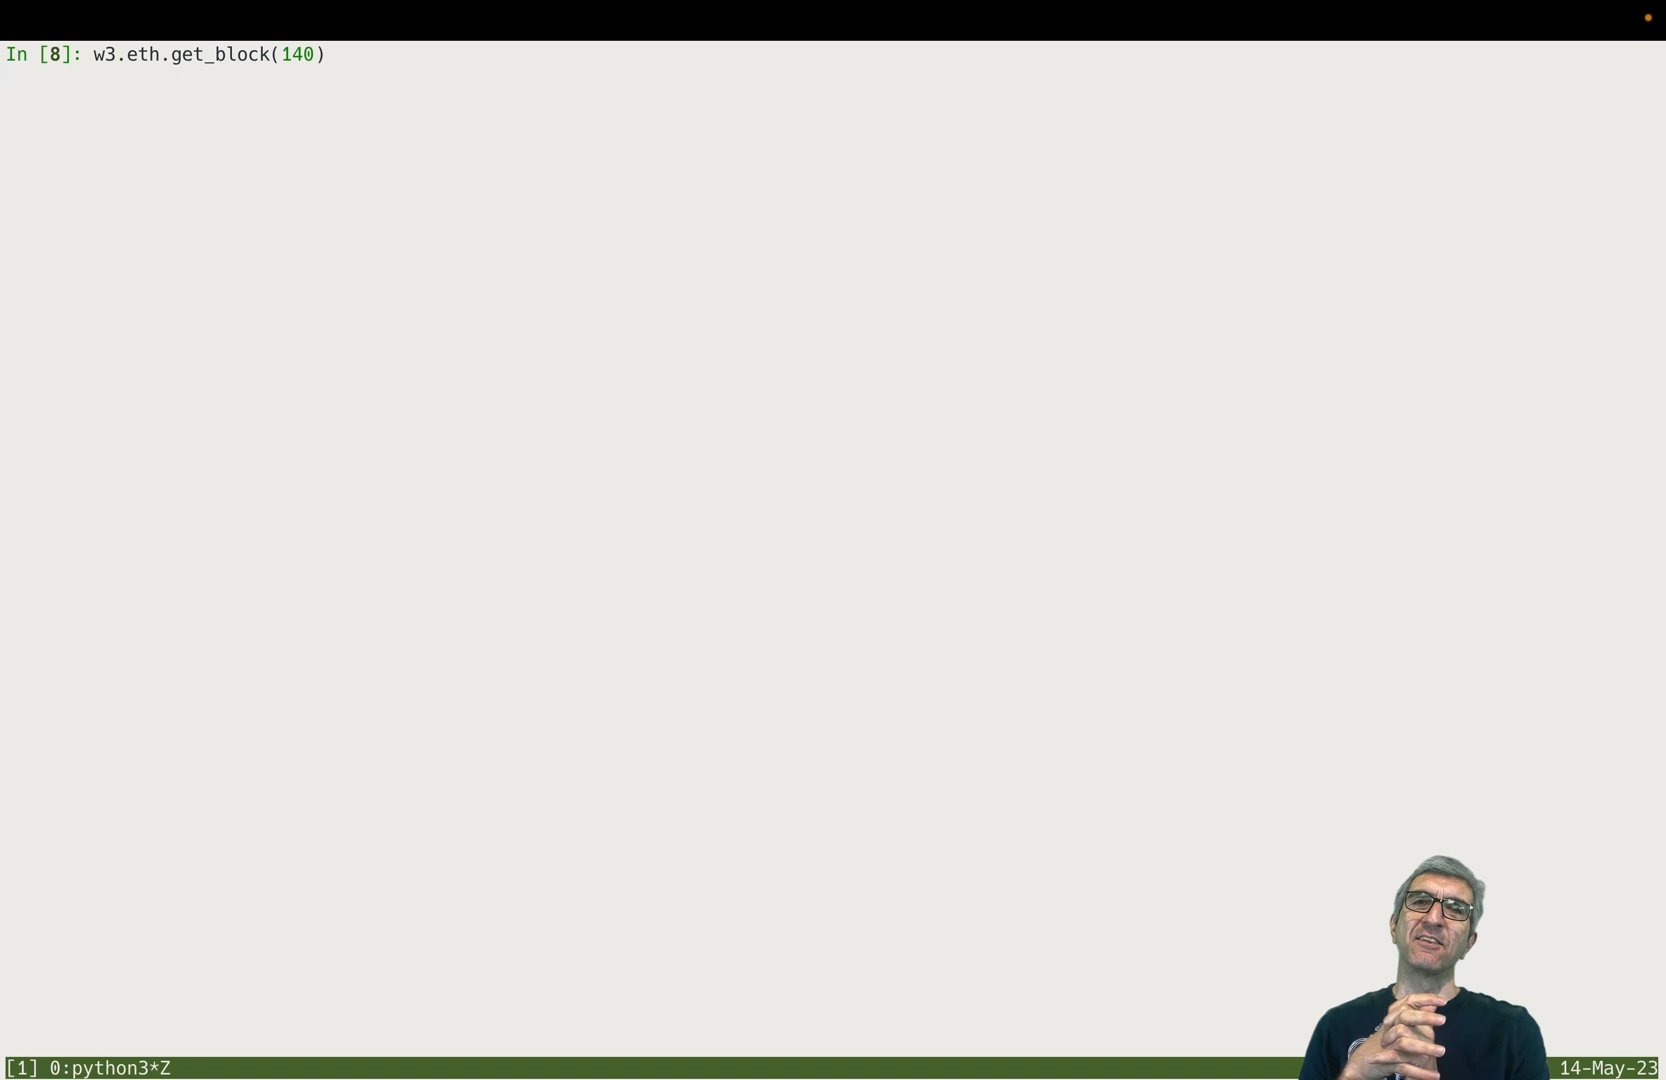 In [8]: w3.eth.get_block(140)
[1] 0:python3*Z 14-May-23